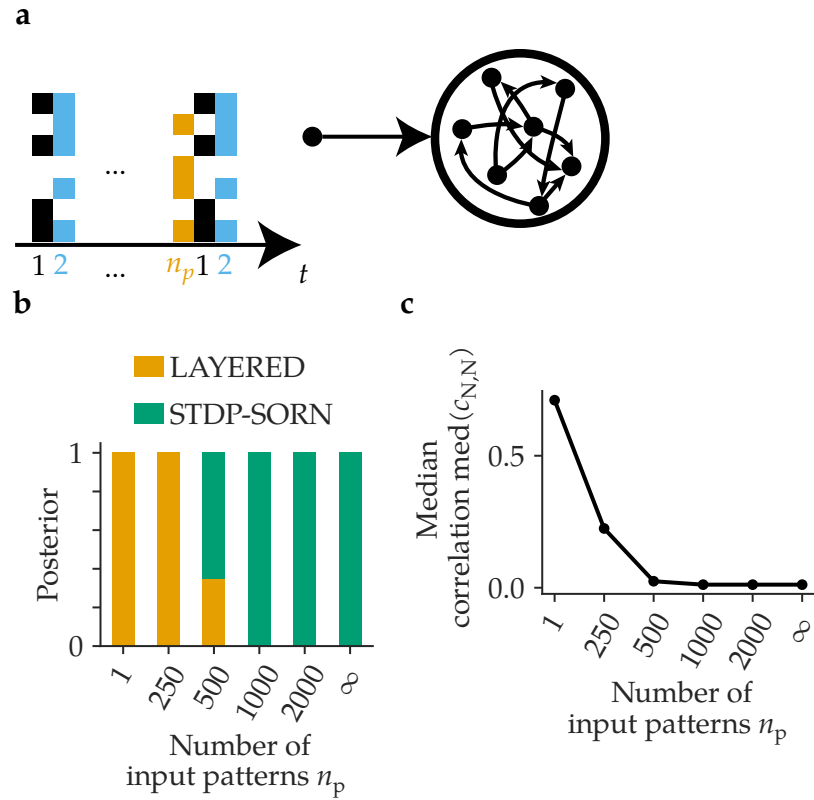 a
...
1 2 ... n_p 1 2 t
b
LAYERED
STDP-SORN
Posterior
1
0
1 250 500 1000 2000 ∞
Number of
input patterns n_p
c
Median
correlation med(c_N,N)
0.5
0.0
1 250 500 1000 2000 ∞
Number of
input patterns n_p